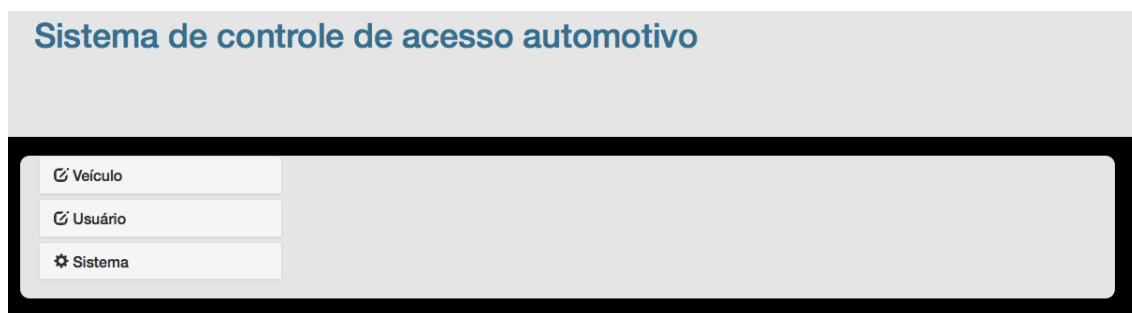 Sistema de controle de acesso automotivo
Veículo
Usuário
Sistema